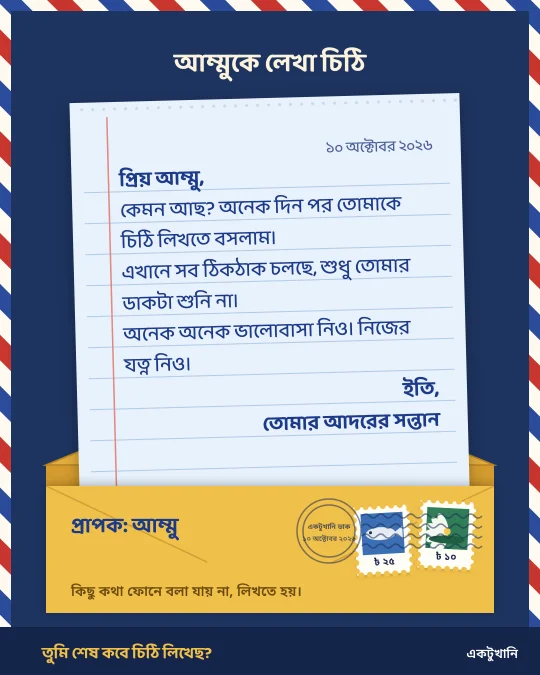 আম্মুকে লেখা চিঠি
১০ অক্টোবর ২০২৬
প্রিয় আম্মু,
কেমন আছ? অনেক দিন পর তোমাকে
চিঠি লিখতে বসলাম।
এখানে সব ঠিকঠাক চলছে, শুধু তোমার
ডাকটা শুনি না।
অনেক অনেক ভালোবাসা নিও। নিজের
যত্ন নিও।
ইতি,
তোমার আদরের সন্তান
প্রাপক: আম্মু
একটুখানি ডাক
১০ অক্টোবর ২০২৬
৳ ২৫
৳ ১০
কিছু কথা ফোনে বলা যায় না, লিখতে হয়।
তুমি শেষ কবে চিঠি লিখেছ?
একটুখানি